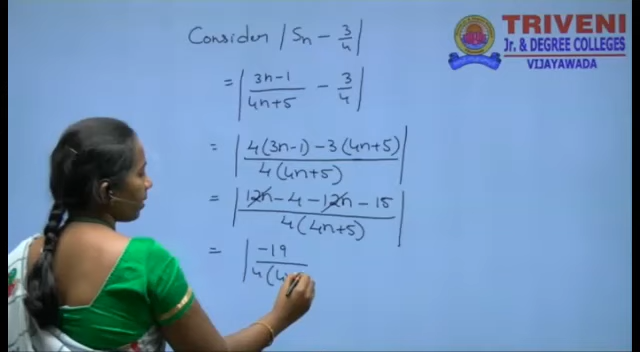 Consider |Sn - 3/4|
= |3n-1/4n+5 - 3/4|
= |4(3n-1)-3(4n+5)/4(4n+5)|
= |12n-4-12n-15/4(4n+5)|
= |-19/4(4
TRIVENI
Jr. & DEGREE COLLEGES
VIJAYAWADA